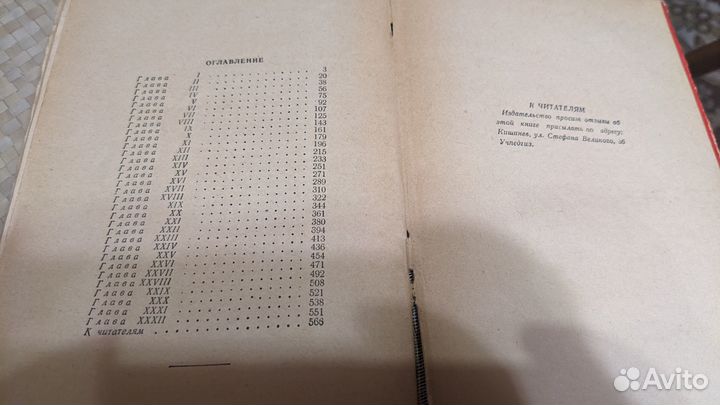 ОГЛАВЛЕНИЕ
Глава I 3
Глава II 20
Глава III 38
Глава IV 56
Глава V 75
Глава VI 92
Глава VII 107
Глава VIII 125
Глава IX 143
Глава X 161
Глава XI 179
Глава XII 196
Глава XIII 215
Глава XIV 233
Глава XV 251
Глава XVI 271
Глава XVII 289
Глава XVIII 310
Глава XIX 322
Глава XX 344
Глава XXI 361
Глава XXII 380
Глава XXIII 394
Глава XXIV 413
Глава XXV 436
Глава XXVI 454
Глава XXVII 471
Глава XXVIII 492
Глава XXIX 508
Глава XXX 521
Глава XXXI 538
Глава XXXII 551
К читателям 568
К ЧИТАТЕЛЯМ
Издательство просит отзывы об
этой книге присылать по адресу:
Кишинев, ул. Стефана Великого, 36
Учпедгиз.
Avito